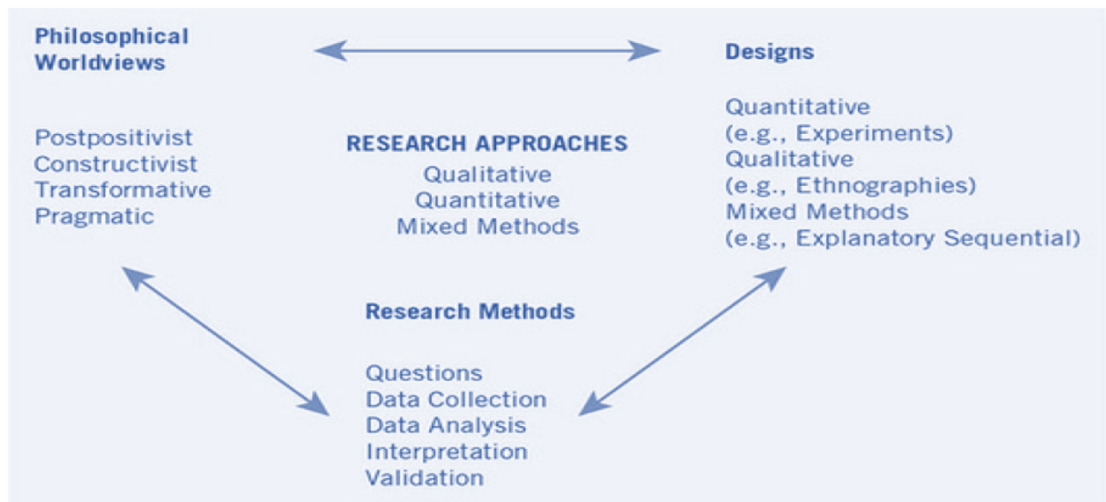 Philosophical
Worldviews
Postpositivist
Constructivist
Transformative
Pragmatic
RESEARCH APPROACHES
Qualitative
Quantitative
Mixed Methods
Designs
Quantitative
(e.g., Experiments)
Qualitative
(e.g., Ethnographies)
Mixed Methods
(e.g., Explanatory Sequential)
Research Methods
Questions
Data Collection
Data Analysis
Interpretation
Validation